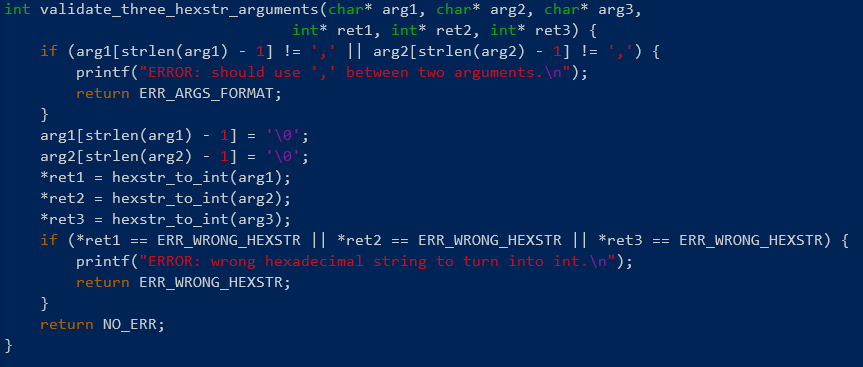 int validate_three_hexstr_arguments(char* arg1, char* arg2, char* arg3,
                                int* ret1, int* ret2, int* ret3) {
    if (arg1[strlen(arg1) - 1] != ',' || arg2[strlen(arg2) - 1] != ',') {
        printf("ERROR: should use ',' between two arguments.\n");
        return ERR_ARGS_FORMAT;
    }
    arg1[strlen(arg1) - 1] = '\0';
    arg2[strlen(arg2) - 1] = '\0';
    *ret1 = hexstr_to_int(arg1);
    *ret2 = hexstr_to_int(arg2);
    *ret3 = hexstr_to_int(arg3);
    if (*ret1 == ERR_WRONG_HEXSTR || *ret2 == ERR_WRONG_HEXSTR || *ret3 == ERR_WRONG_HEXSTR) {
        printf("ERROR: wrong hexadecimal string to turn into int.\n");
        return ERR_WRONG_HEXSTR;
    }
    return NO_ERR;
}